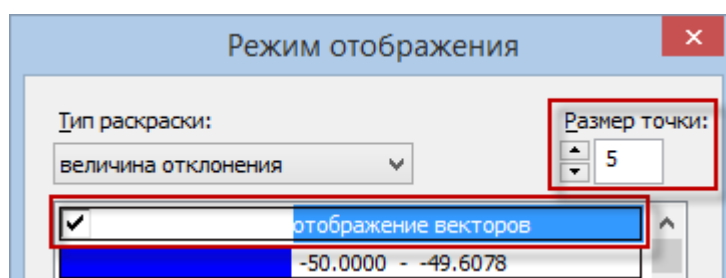 Режим отображения
Тип раскраски:
Размер точки:
величина отклонения
5
отображение векторов
-50.0000 - -49.6078